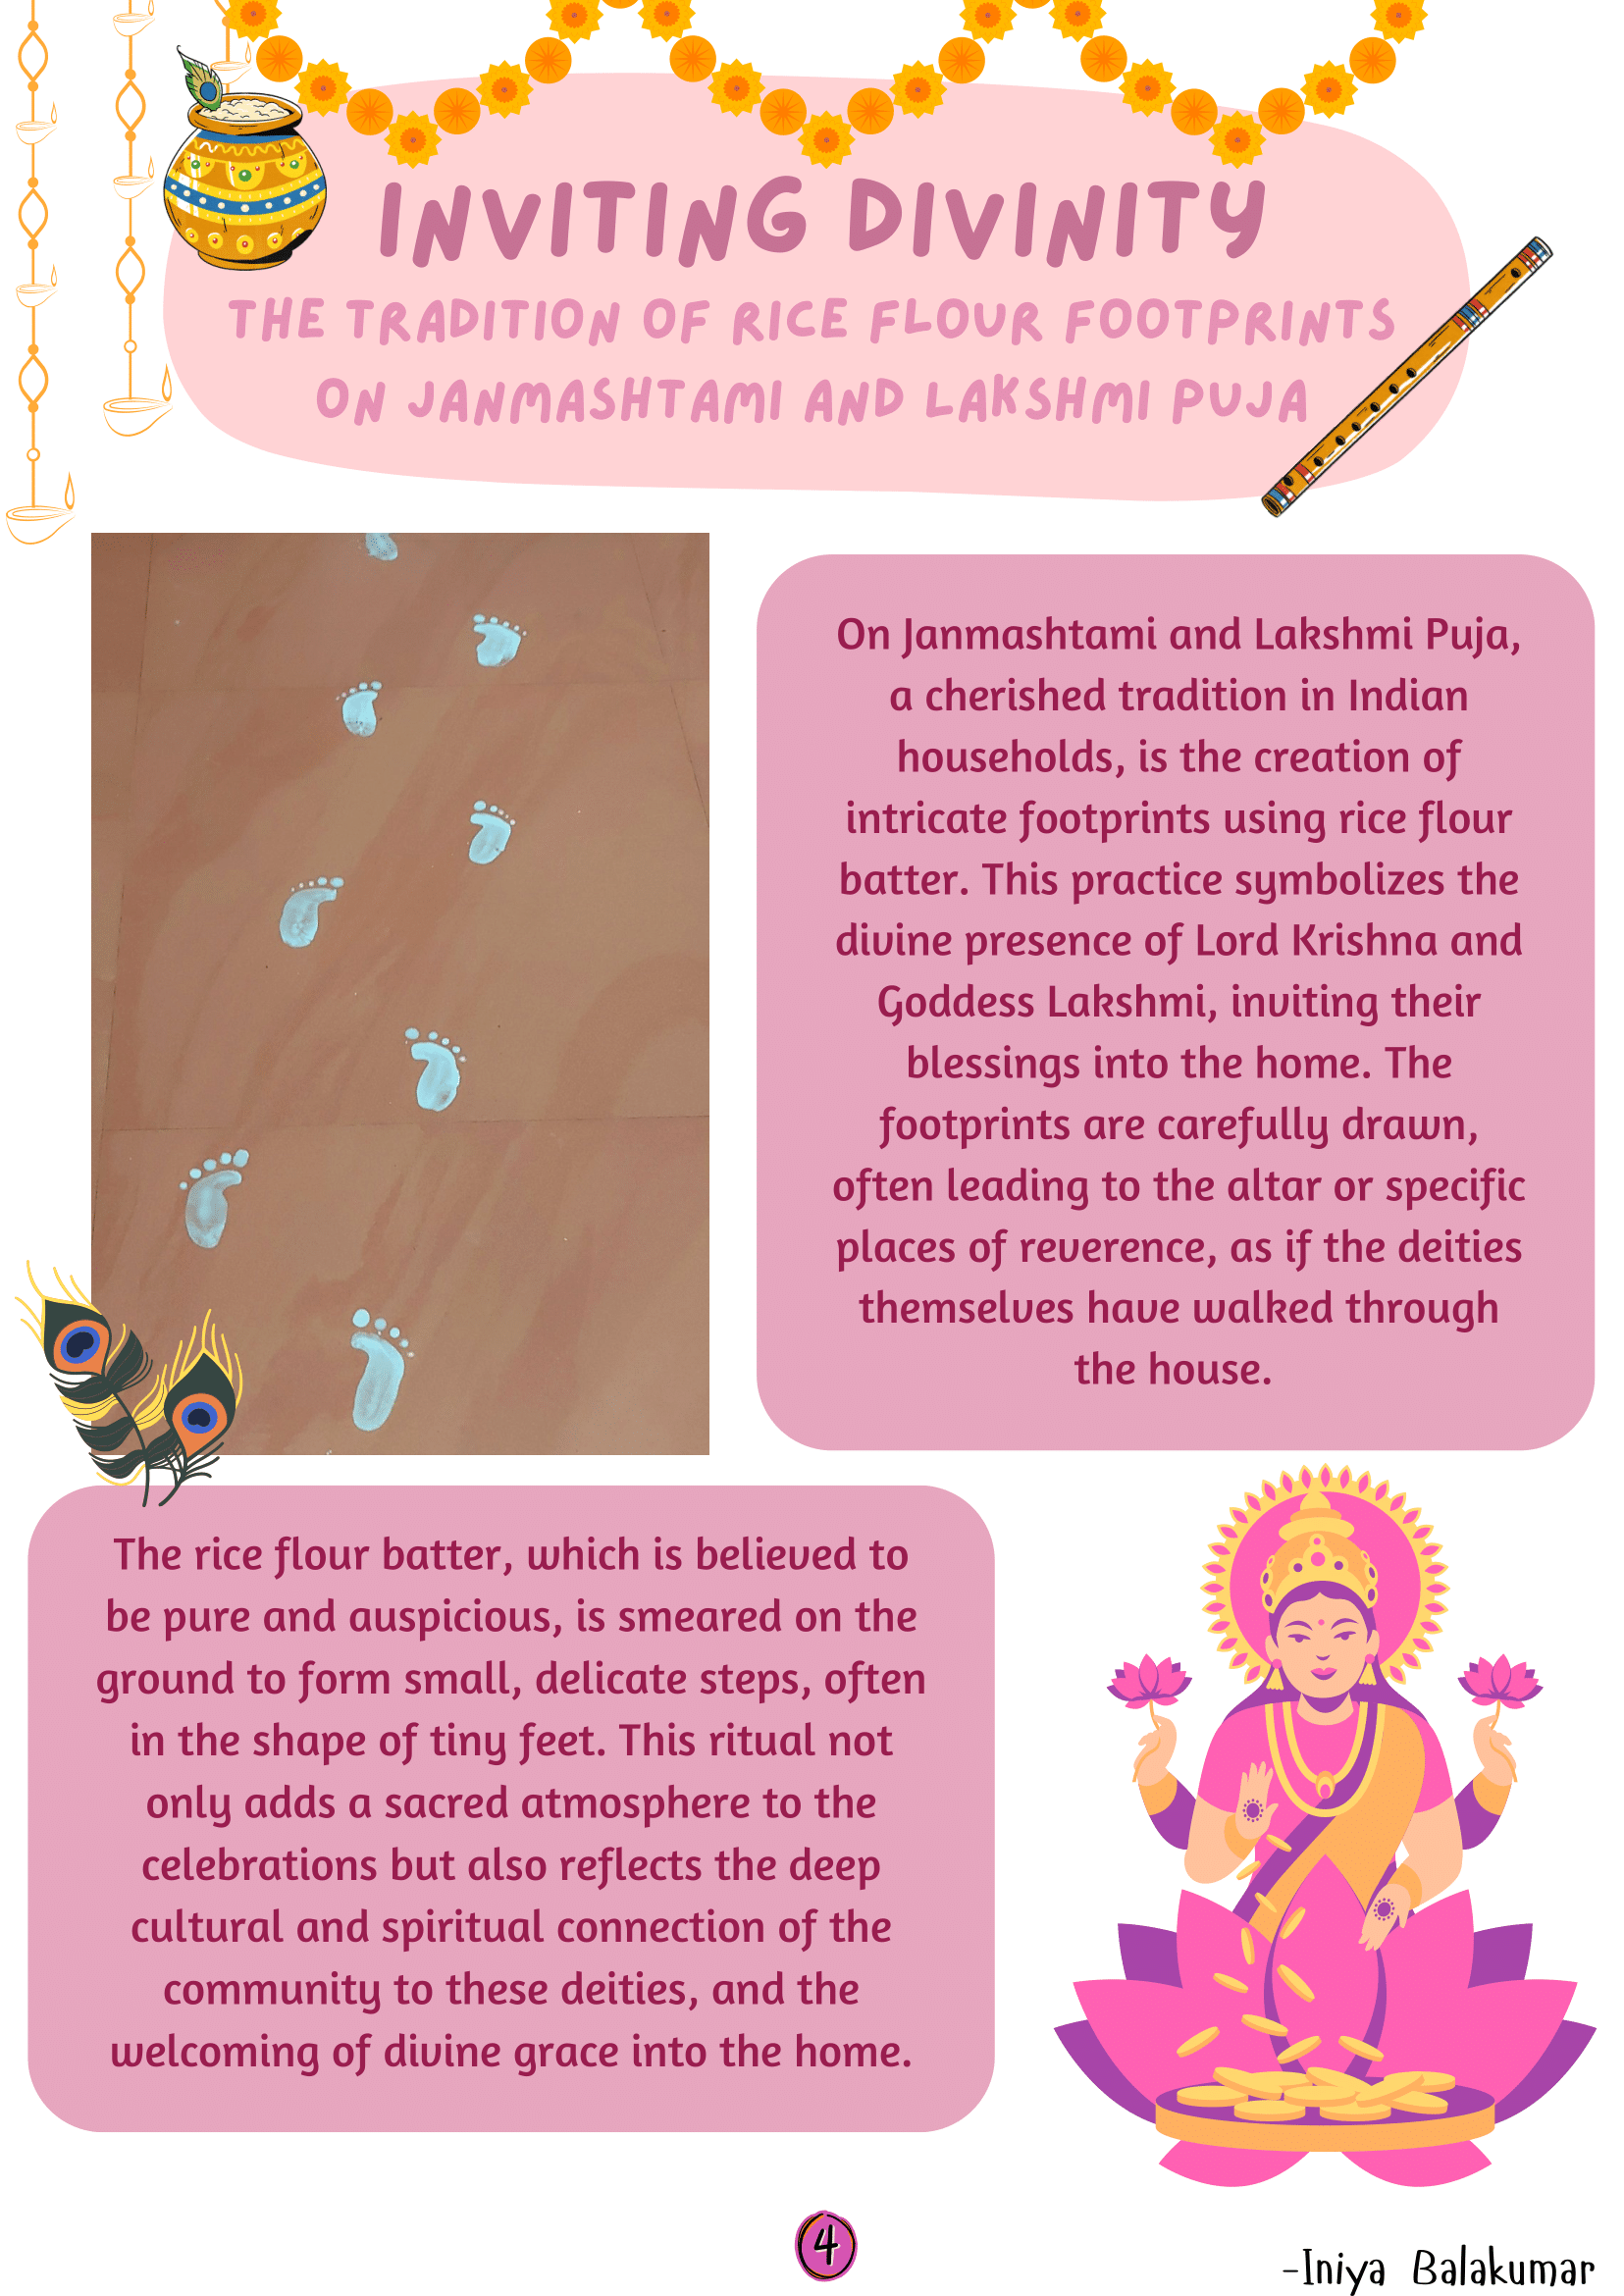 INVITING DIVINITY
THE TRADITION OF RICE FLOUR FOOTPRINTS
ON JANMASHTAMI AND LAKSHMI PUJA
On Janmashtami and Lakshmi Puja,
a cherished tradition in Indian
households, is the creation of
intricate footprints using rice flour
batter. This practice symbolizes the
divine presence of Lord Krishna and
Goddess Lakshmi, inviting their
blessings into the home. The
footprints are carefully drawn,
often leading to the altar or specific
places of reverence, as if the deities
themselves have walked through
the house.
The rice flour batter, which is believed to
be pure and auspicious, is smeared on the
ground to form small, delicate steps, often
in the shape of tiny feet. This ritual not
only adds a sacred atmosphere to the
celebrations but also reflects the deep
cultural and spiritual connection of the
community to these deities, and the
welcoming of divine grace into the home.
4
-Iniya Balakumar